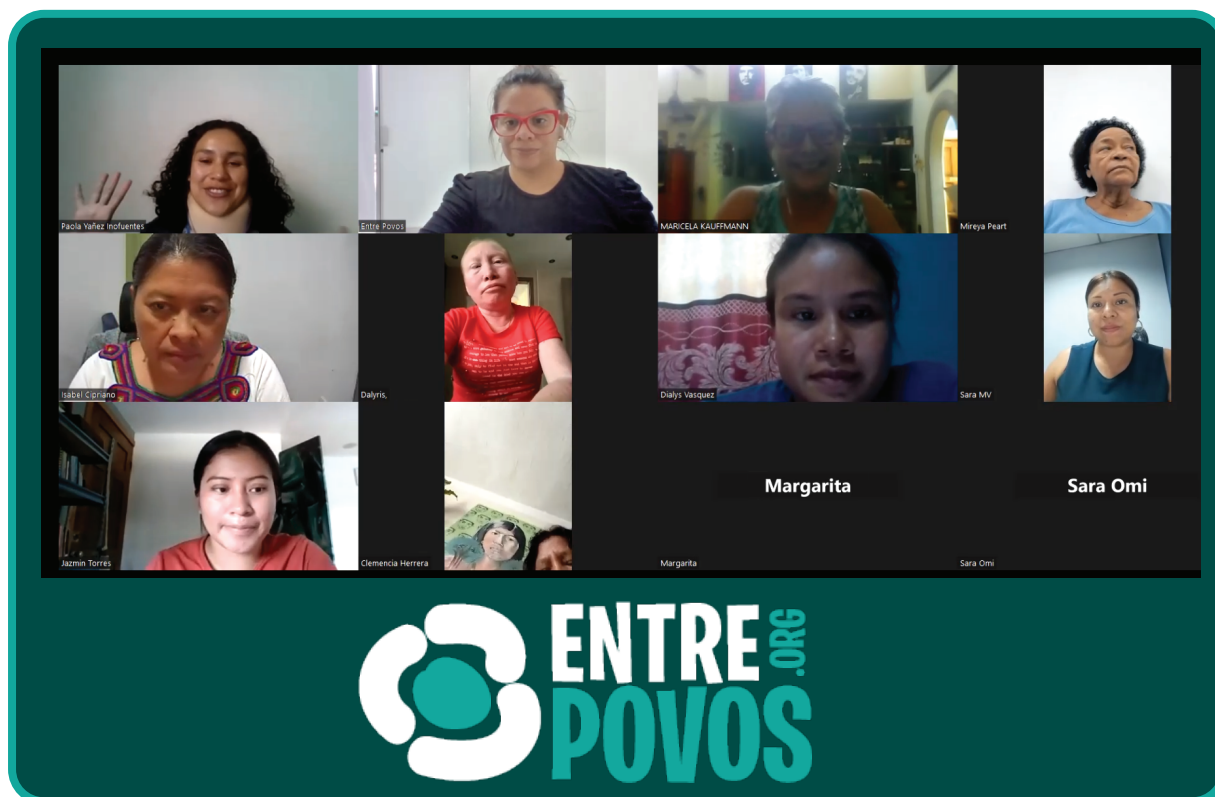 Paola Yañez Inofuentes
Entre Povos
MARICELA KAUFFMANN
Mireya Peart
Isabel Cipriano
Dalyris,
Dialys Vasquez
Sara MV
Margarita
Sara Omi
Jazmin Torres
Clemencia Herrera
Margarita
Sara Omi
ENTRE
POVOS
.ORG